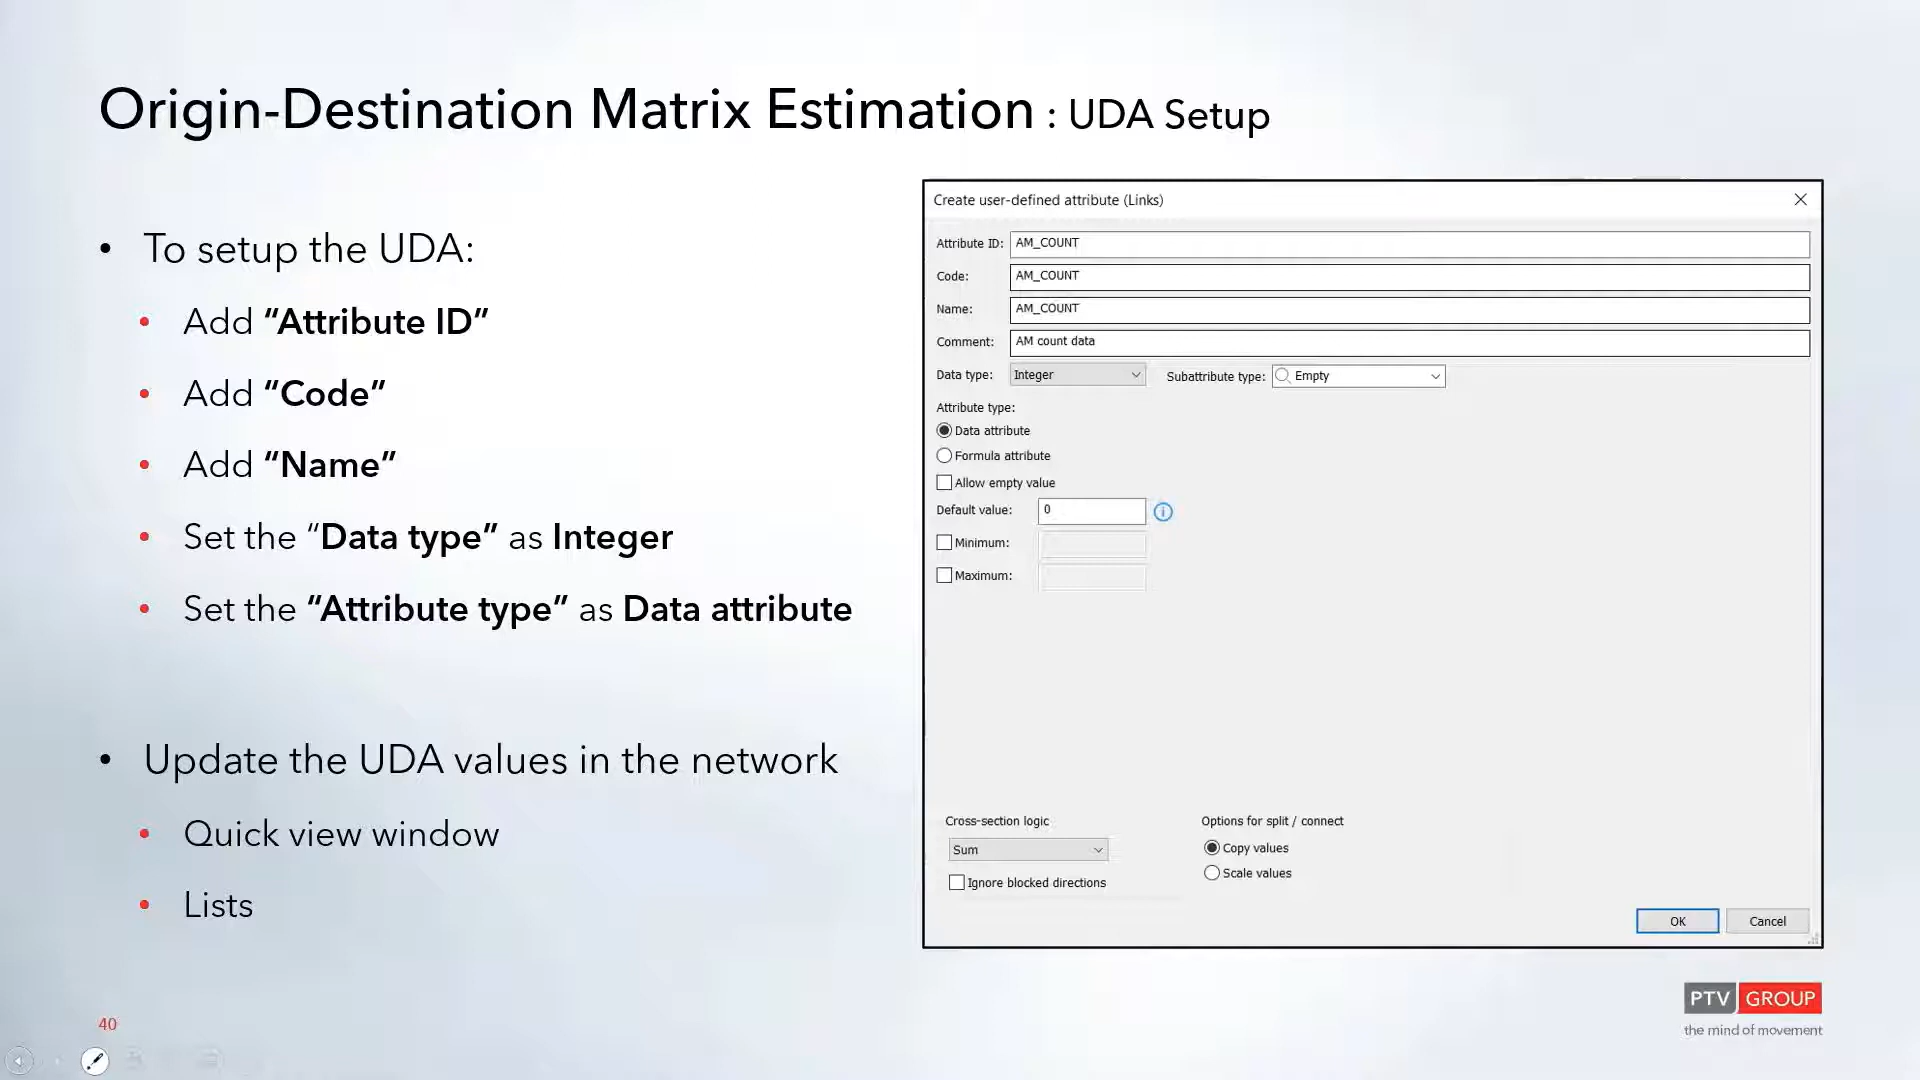 Origin-Destination Matrix Estimation : UDA Setup
• To setup the UDA:
• Add “Attribute ID”
• Add “Code”
• Add “Name”
• Set the “Data type” as Integer
• Set the “Attribute type” as Data attribute
• Update the UDA values in the network
• Quick view window
• Lists
Create user-defined attribute (Links)
Attribute ID: AM_COUNT
Code: AM_COUNT
Name: AM_COUNT
Comment: AM count data
Data type: Integer Subattribute type: Empty
Attribute type:
Data attribute
Formula attribute
Allow empty value
Default value: 0
Minimum:
Maximum:
Cross-section logic
Sum
Ignore blocked directions
Options for split / connect
Copy values
Scale values
OK Cancel
40
PTV GROUP
the mind of movement